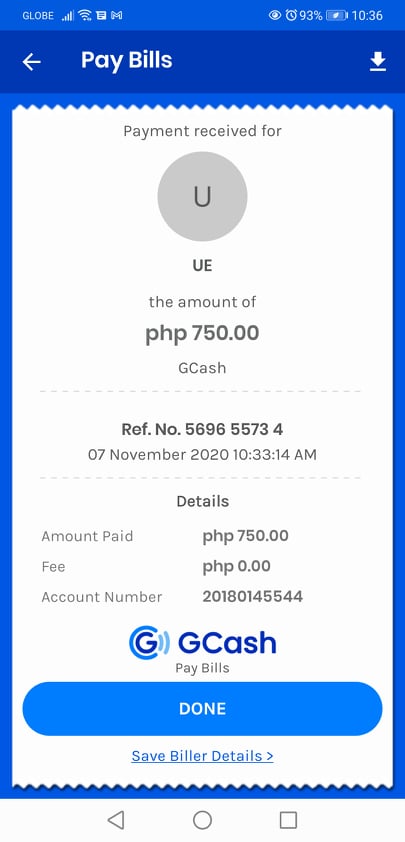 GLOBE 93% 10:36
Pay Bills
Payment received for
U
UE
the amount of
php 750.00
GCash
Ref. No. 5696 5573 4
07 November 2020 10:33:14 AM
Details
Amount Paid php 750.00
Fee php 0.00
Account Number 20180145544
G GCash
Pay Bills
DONE
Save Biller Details >